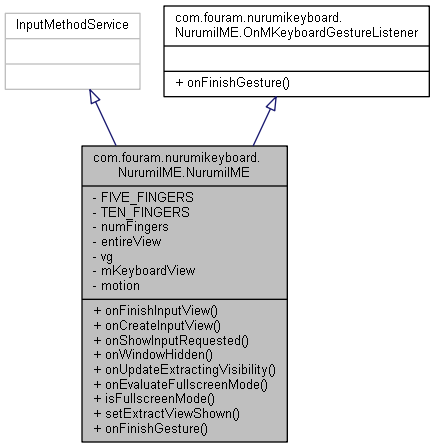 InputMethodService
com.fouram.nurumikeyboard.
NurumiIME.OnMKeyboardGestureListener
+ onFinishGesture()
com.fouram.nurumikeyboard.
NurumiIME.NurumiIME
- FIVE_FINGERS
- TEN_FINGERS
- numFingers
- entireView
- vg
- mKeyboardView
- motion
+ onFinishInputView()
+ onCreateInputView()
+ onShowInputRequested()
+ onWindowHidden()
+ onUpdateExtractingVisibility()
+ onEvaluateFullscreenMode()
+ isFullscreenMode()
+ setExtractViewShown()
+ onFinishGesture()